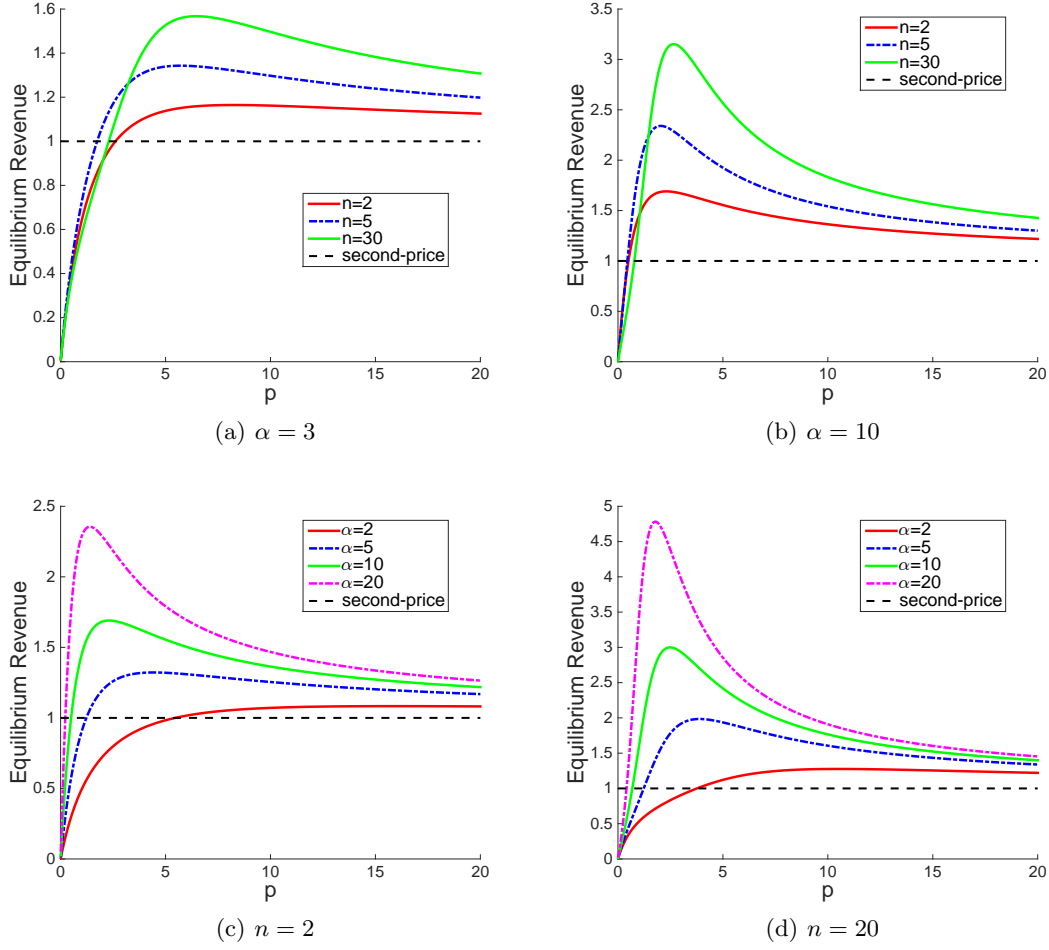 1.6
1.4
1.2
1
0.8
0.6
0.4
0.2
0
Equilibrium Revenue
n=2
n=5
n=30
second-price
0 5 10 15 20
p
(a) α = 3
3.5
3
2.5
2
1.5
1
0.5
0
Equilibrium Revenue
n=2
n=5
n=30
second-price
0 5 10 15 20
p
(b) α = 10
2.5
2
1.5
1
0.5
0
Equilibrium Revenue
α=2
α=5
α=10
α=20
second-price
0 5 10 15 20
p
(c) n = 2
5
4.5
4
3.5
3
2.5
2
1.5
1
0.5
0
Equilibrium Revenue
α=2
α=5
α=10
α=20
second-price
0 5 10 15 20
p
(d) n = 20